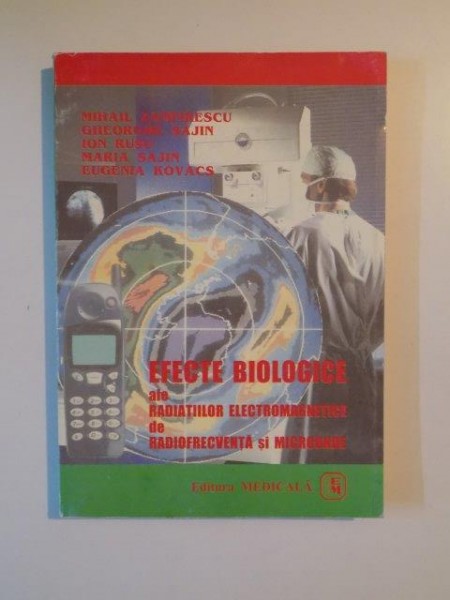 MIHAIL
GHEORGHE SAJIN
ION RUSU
MARIA SAJIN
EUGENIA KOVACS
EFECTE BIOLOGICE
ale
RADIAȚIILOR ELECTROMAGNETICE
de
RADIOFRECVENȚĂ și MICROUNDE
Editura MEDICALĂ
EM